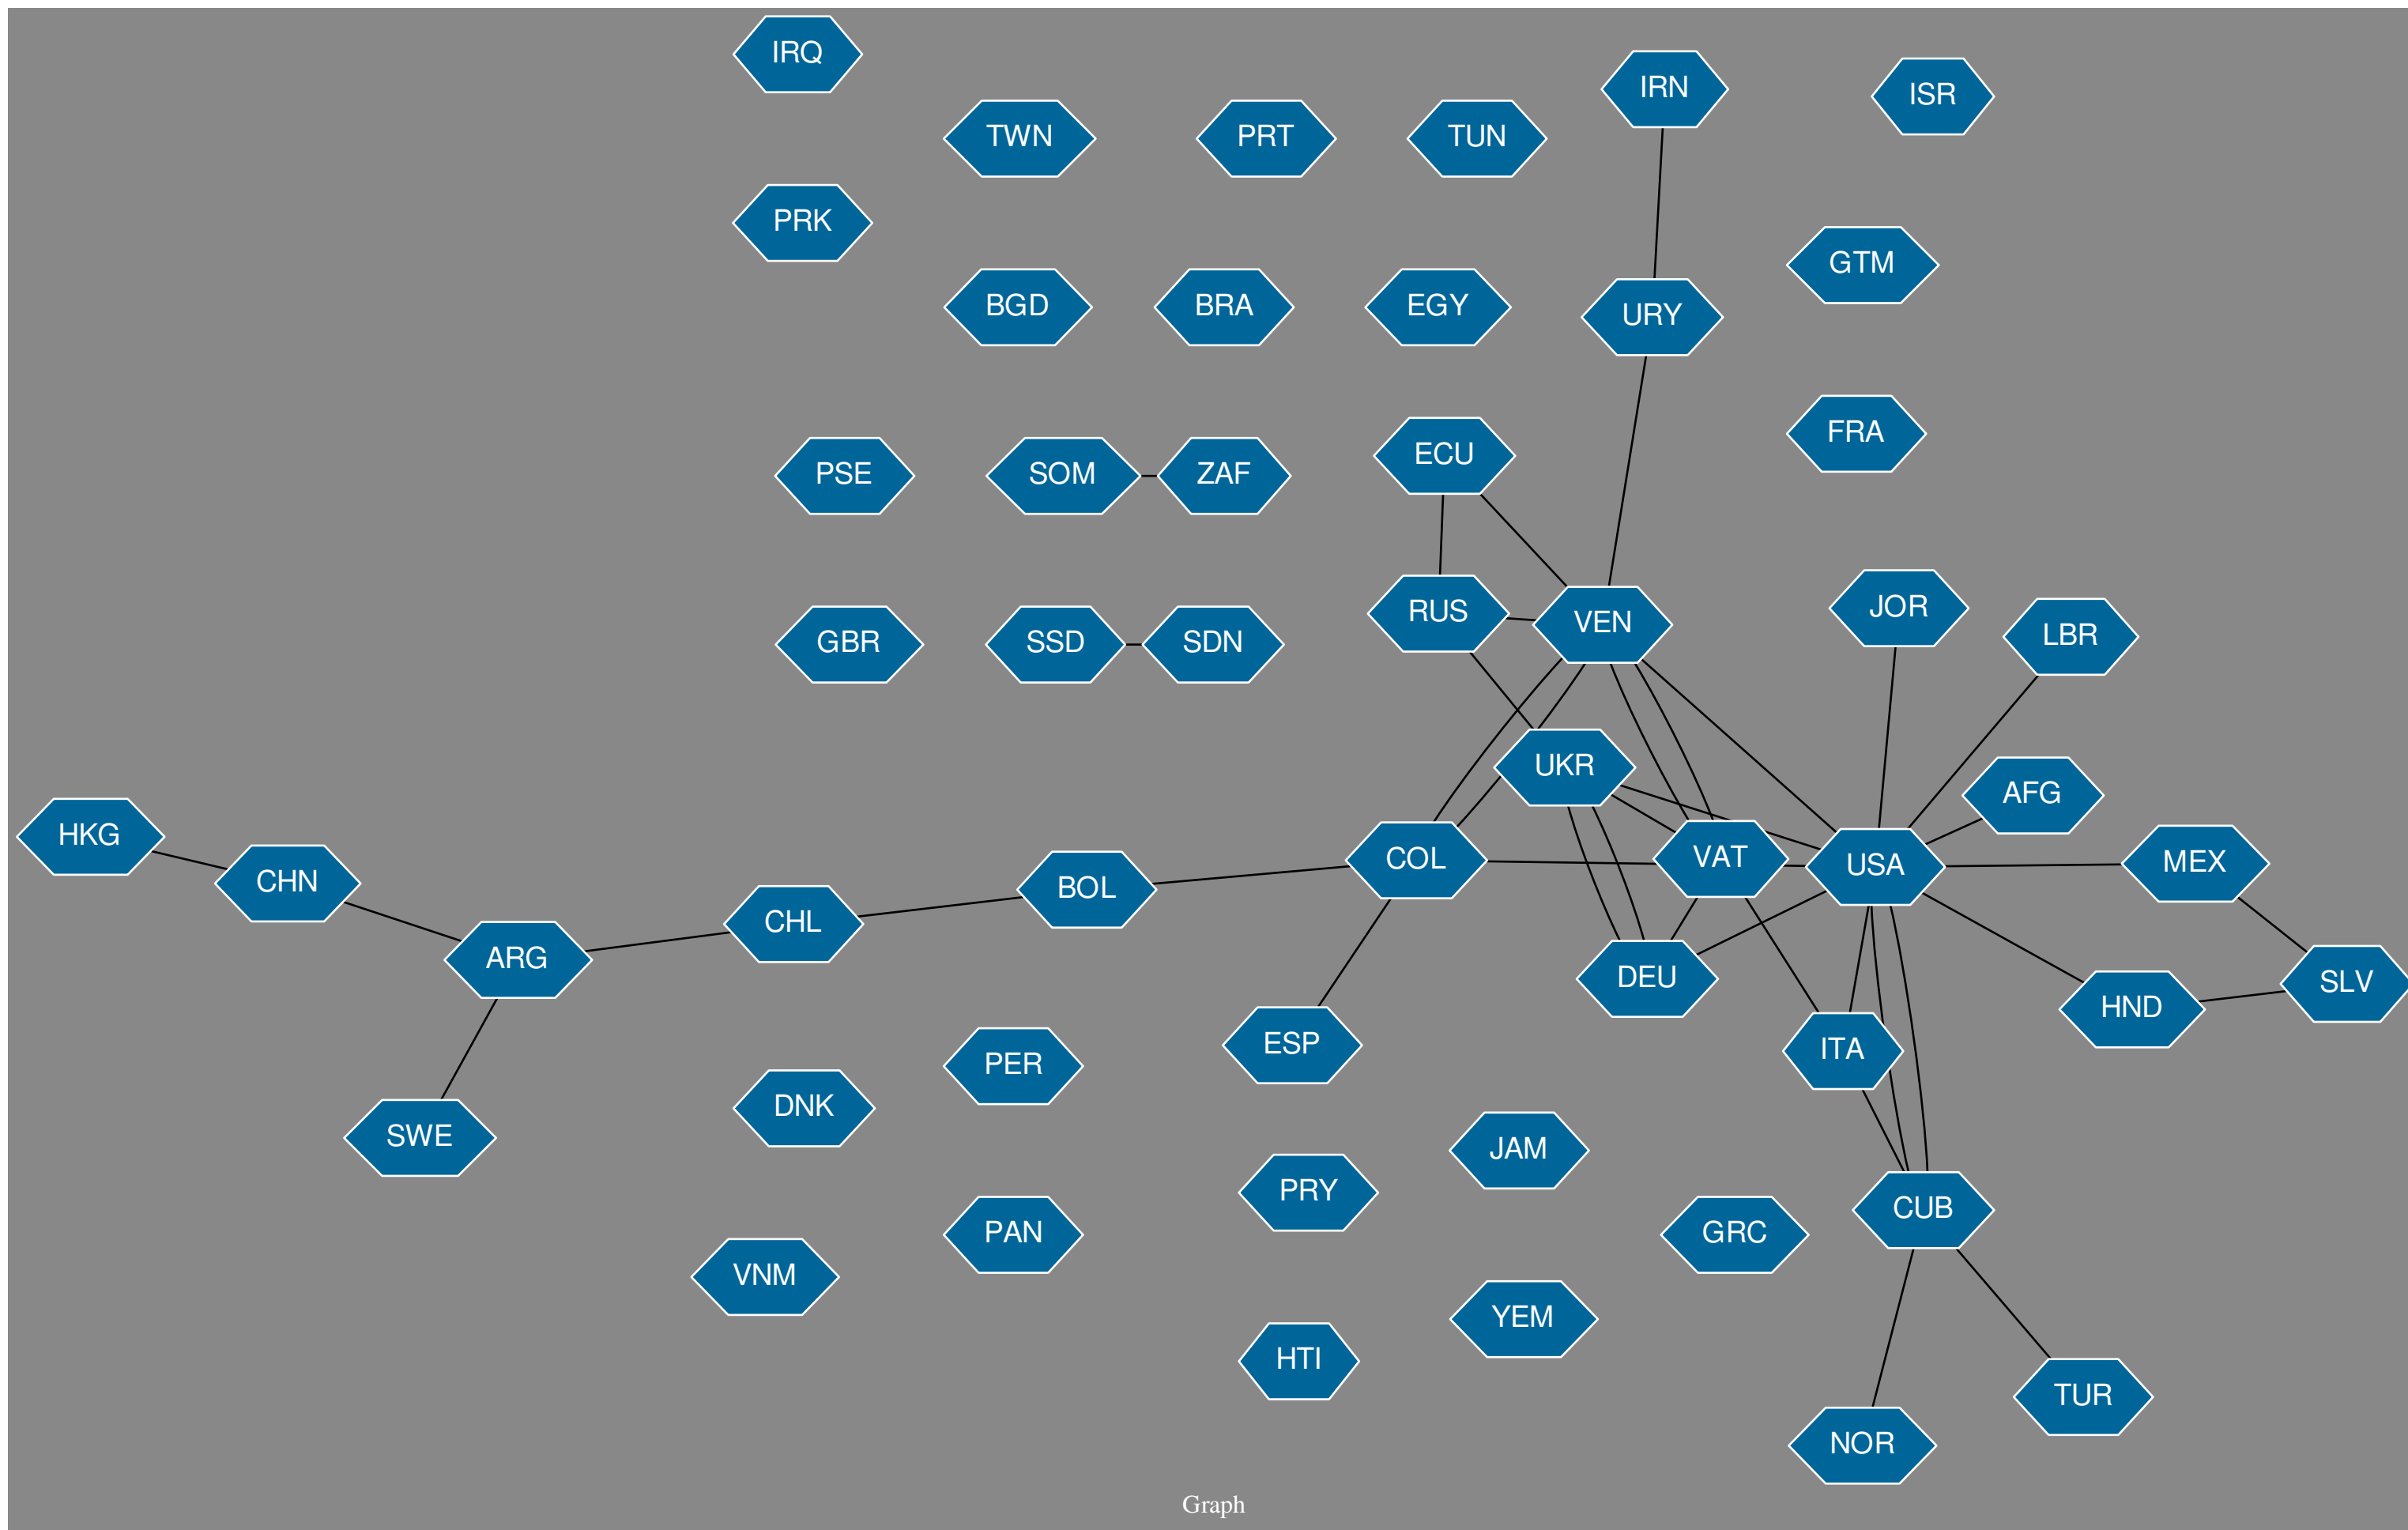 IRQ
IRN
ISR
TWN
PRT
TUN
PRK
GTM
BGD
BRA
EGY
URY
FRA
ECU
PSE
SOM
ZAF
JOR
RUS
VEN
LBR
GBR
SSD
SDN
UKR
AFG
HKG
COL
VAT
USA
MEX
CHN
BOL
CHL
ARG
DEU
SLV
HND
ESP
ITA
PER
DNK
SWE
JAM
PRY
CUB
PAN
GRC
VNM
YEM
HTI
TUR
NOR
Graph